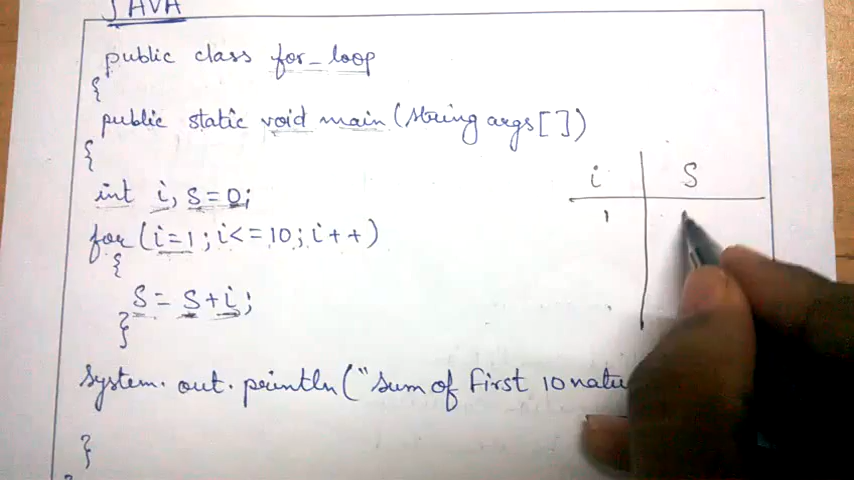 JAVA
public class for_loop
{
public static void main(String args[])
{
int i, s=0;
for (i=1; i<=10; i++)
{
s = s+i;
}
System.out.println("Sum of First 10 natu
}
i s
1